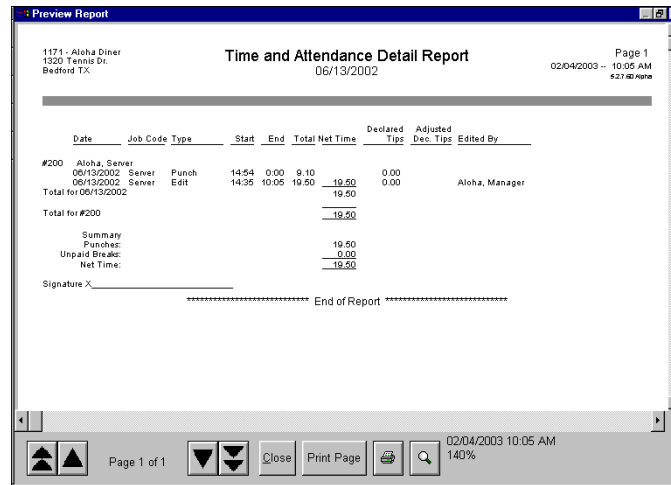 Preview Report
1171 - Aloha Diner
1320 Tennis Dr.
Bedford TX
Time and Attendance Detail Report
06/13/2002
Page 1
02/04/2003 -- 10:05 AM
5.2.7.60 Alpha
Date Job Code Type Start End Total Net Time Declared Tips Adjusted Dec. Tips Edited By
#200 Aloha, Server
06/13/2002 Server Punch 14:54 0:00 9.10 0.00
06/13/2002 Server Edit 14:35 10:05 19.50 19.50 0.00 Aloha, Manager
Total for 06/13/2002 19.50
Total for #200 19.50
Summary
Punches: 19.50
Unpaid Breaks: 0.00
Net Time: 19.50
Signature X
*************************** End of Report ***************************
Page 1 of 1
Close
Print Page
02/04/2003 10:05 AM
140%